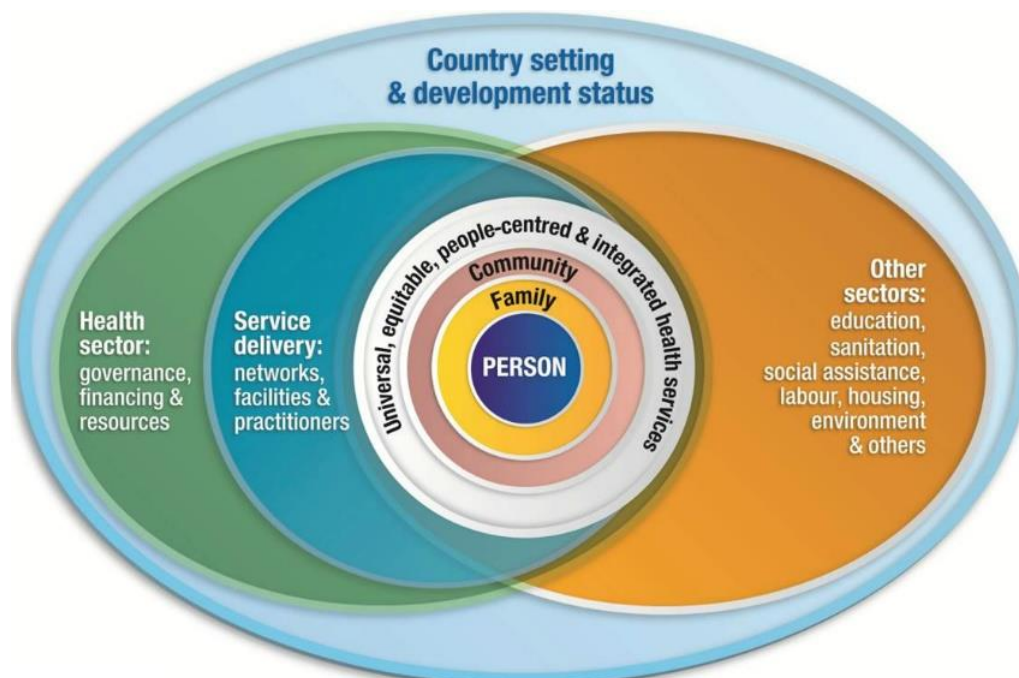 Country setting
& development status
Health
sector:
governance,
financing &
resources
Service
delivery:
networks,
facilities &
practitioners
Universal, equitable, people-centred & integrated health services
Community
Family
PERSON
Other
sectors:
education,
sanitation,
social assistance,
labour, housing,
environment
& others